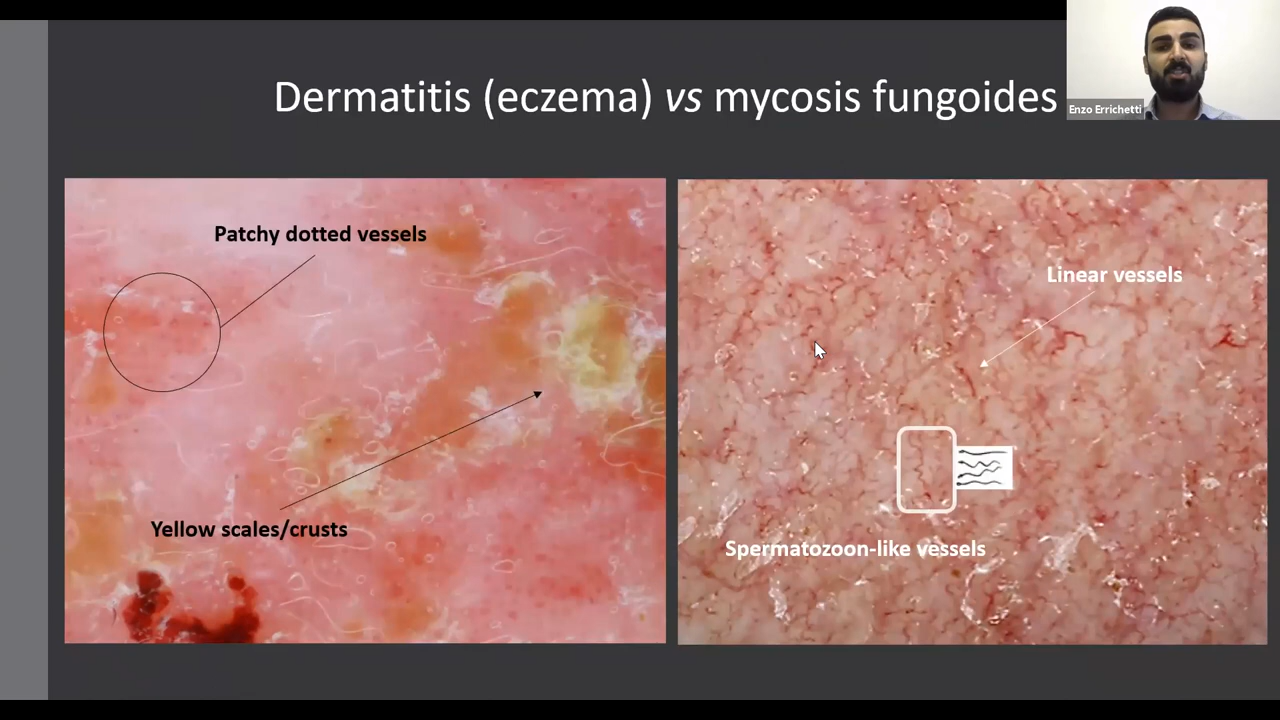 Dermatitis (eczema) vs mycosis fungoides
Enzo Errichetti
Patchy dotted vessels
Yellow scales/crusts
Linear vessels
Spermatozoon-like vessels